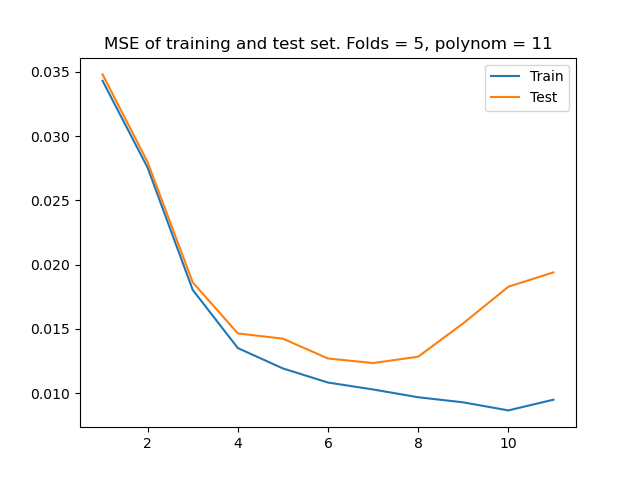 MSE of training and test set. Folds = 5, polynom = 11
Train
Test
0.035
0.030
0.025
0.020
0.015
0.010
2 4 6 8 10